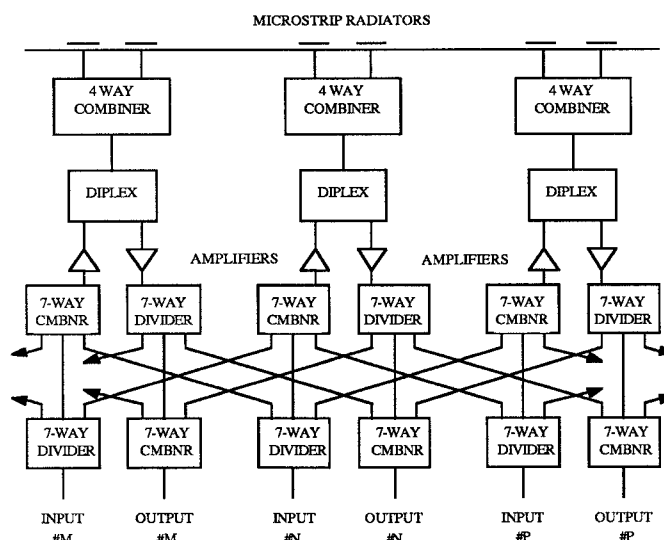 MICROSTRIP RADIATORS
4 WAY
COMBINER
4 WAY
COMBINER
4 WAY
COMBINER
DIPLEX
DIPLEX
DIPLEX
AMPLIFIERS
AMPLIFIERS
7-WAY
CMBNR
7-WAY
DIVIDER
7-WAY
CMBNR
7-WAY
DIVIDER
7-WAY
CMBNR
7-WAY
DIVIDER
7-WAY
DIVIDER
7-WAY
CMBNR
7-WAY
DIVIDER
7-WAY
CMBNR
7-WAY
DIVIDER
7-WAY
CMBNR
INPUT
#M
OUTPUT
#M
INPUT
#N
OUTPUT
#N
INPUT
#P
OUTPUT
#P